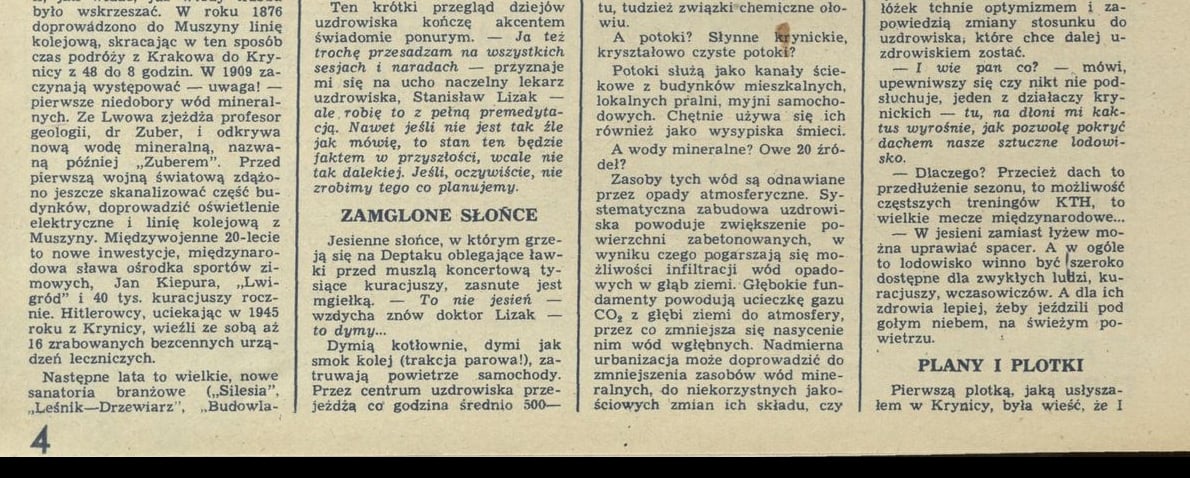 było wskrzeszać. W roku 1876
doprowadzono do Muszyny linię
kolejową, skracając w ten sposób
czas podróży z Krakowa do Kry-
nicy z 48 do 8 godzin. W 1909 za-
czynają występować — uwaga! —
pierwsze niedobory wód mineral-
nych. Ze Lwowa zjeżdża profesor
geologii, dr Zuber, i odkrywa
nową wodę mineralną, nazwa-
ną później „Zuberem”. Przed
pierwszą wojną światową zdążo-
no jeszcze skanalizować część bu-
dynków, doprowadzić oświetlenie
elektryczne i linię kolejową z
Muszyny. Międzywojenne 20-lecie
to nowe inwestycje, międzynaro-
dowa sława ośrodka sportów zi-
mowych, Jan Kiepura, „Lwi-
gród” i 40 tys. kuracjuszy rocz-
nie. Hitlerowcy, uciekając w 1945
roku z Krynicy, wieźli ze sobą aż
16 zrabowanych bezcennych urzą-
dzeń leczniczych.
Następne lata to wielkie, nowe
sanatoria branżowe („Silesia”,
„Leśnik—Drzewiarz”, „Budowla-
4
Ten krótki przegląd dziejów
uzdrowiska kończę akcentem
świadomie ponurym. — Ja też
trochę przesadzam na wszystkich
sesjach i naradach — przyznaje
mi się na ucho naczelny lekarz
uzdrowiska, Stanisław Lizak —
ale robię to z pełną premedyta-
cją. Nawet jeśli nie jest tak źle
jak mówię, to stan ten będzie
faktem w przyszłości, wcale nie
tak dalekiej. Jeśli, oczywiście, nie
zrobimy tego co planujemy.
ZAMGLONE SŁOŃCE
Jesienne słońce, w którym grze-
ją się na Deptaku oblegające ław-
ki przed muszlą koncertową ty-
siące kuracjuszy, zasnute jest
mgiełką. — To nie jesień —
wzdycha znów doktor Lizak —
to dymy...
Dymią kotłownie, dymi jak
smok kolej (trakcja parowa!), za-
truwają powietrze samochody.
Przez centrum uzdrowiska prze-
jeżdża co godzina średnio 500—
tu, tudzież związki chemiczne oło-
wiu.
A potoki? Słynne krynickie,
kryształowo czyste potoki?
Potoki służą jako kanały ście-
kowe z budynków mieszkalnych,
lokalnych pralni, myjni samocho-
dowych. Chętnie używa się ich
również jako wysypiska śmieci.
A wody mineralne? Owe 20 źró-
deł?
Zasoby tych wód są odnawiane
przez opady atmosferyczne. Sy-
stematyczna zabudowa uzdrowi-
ska powoduje zwiększenie po-
wierzchni zabetonowanych, w
wyniku czego pogarszają się mo-
żliwości infiltracji wód opado-
wych w głąb ziemi. Głębokie fun-
damenty powodują ucieczkę gazu
CO₂ z głębi ziemi do atmosfery,
przez co zmniejsza się nasycenie
nim wód wgłębnych. Nadmierna
urbanizacja może doprowadzić do
zmniejszenia zasobów wód mine-
ralnych, do niekorzystnych jako-
ściowych zmian ich składu, czy
łóżek tchnie optymizmem i za-
powiedzią zmiany stosunku do
uzdrowiska, które chce dalej u-
zdrowiskiem zostać.
— I wie pan co? — mówi,
upewniwszy się czy nikt nie pod-
słuchuje, jeden z działaczy kry-
nickich — tu, na dłoni mi kak-
tus wyrośnie, jak pozwolę pokryć
dachem nasze sztuczne lodowi-
sko.
— Dlaczego? Przecież dach to
przedłużenie sezonu, to możliwość
częstszych treningów KTH, to
wielkie mecze międzynarodowe...
— W jesieni zamiast łyżew mo-
żna uprawiać spacer. A w ogóle
to lodowisko winno być szeroko
dostępne dla zwykłych ludzi, ku-
racjuszy, wczasowiczów. A dla ich
zdrowia lepiej, żeby jeździli pod
gołym niebem, na świeżym po-
wietrzu.
PLANY I PLOTKI
Pierwszą plotką, jaką usłysza-
łem w Krynicy, była wieść, że I